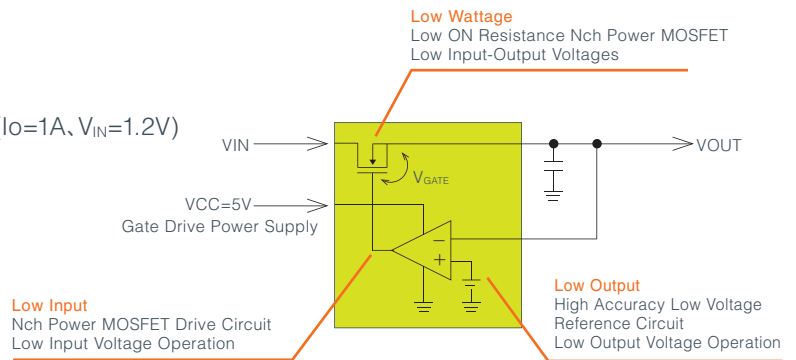 Low Wattage
Low ON Resistance Nch Power MOSFET
Low Input-Output Voltages
(Io=1A、VIN=1.2V)
VIN
VOUT
VGATE
VCC=5V
Gate Drive Power Supply
−
+
Low Input
Nch Power MOSFET Drive Circuit
Low Input Voltage Operation
Low Output
High Accuracy Low Voltage
Reference Circuit
Low Output Voltage Operation